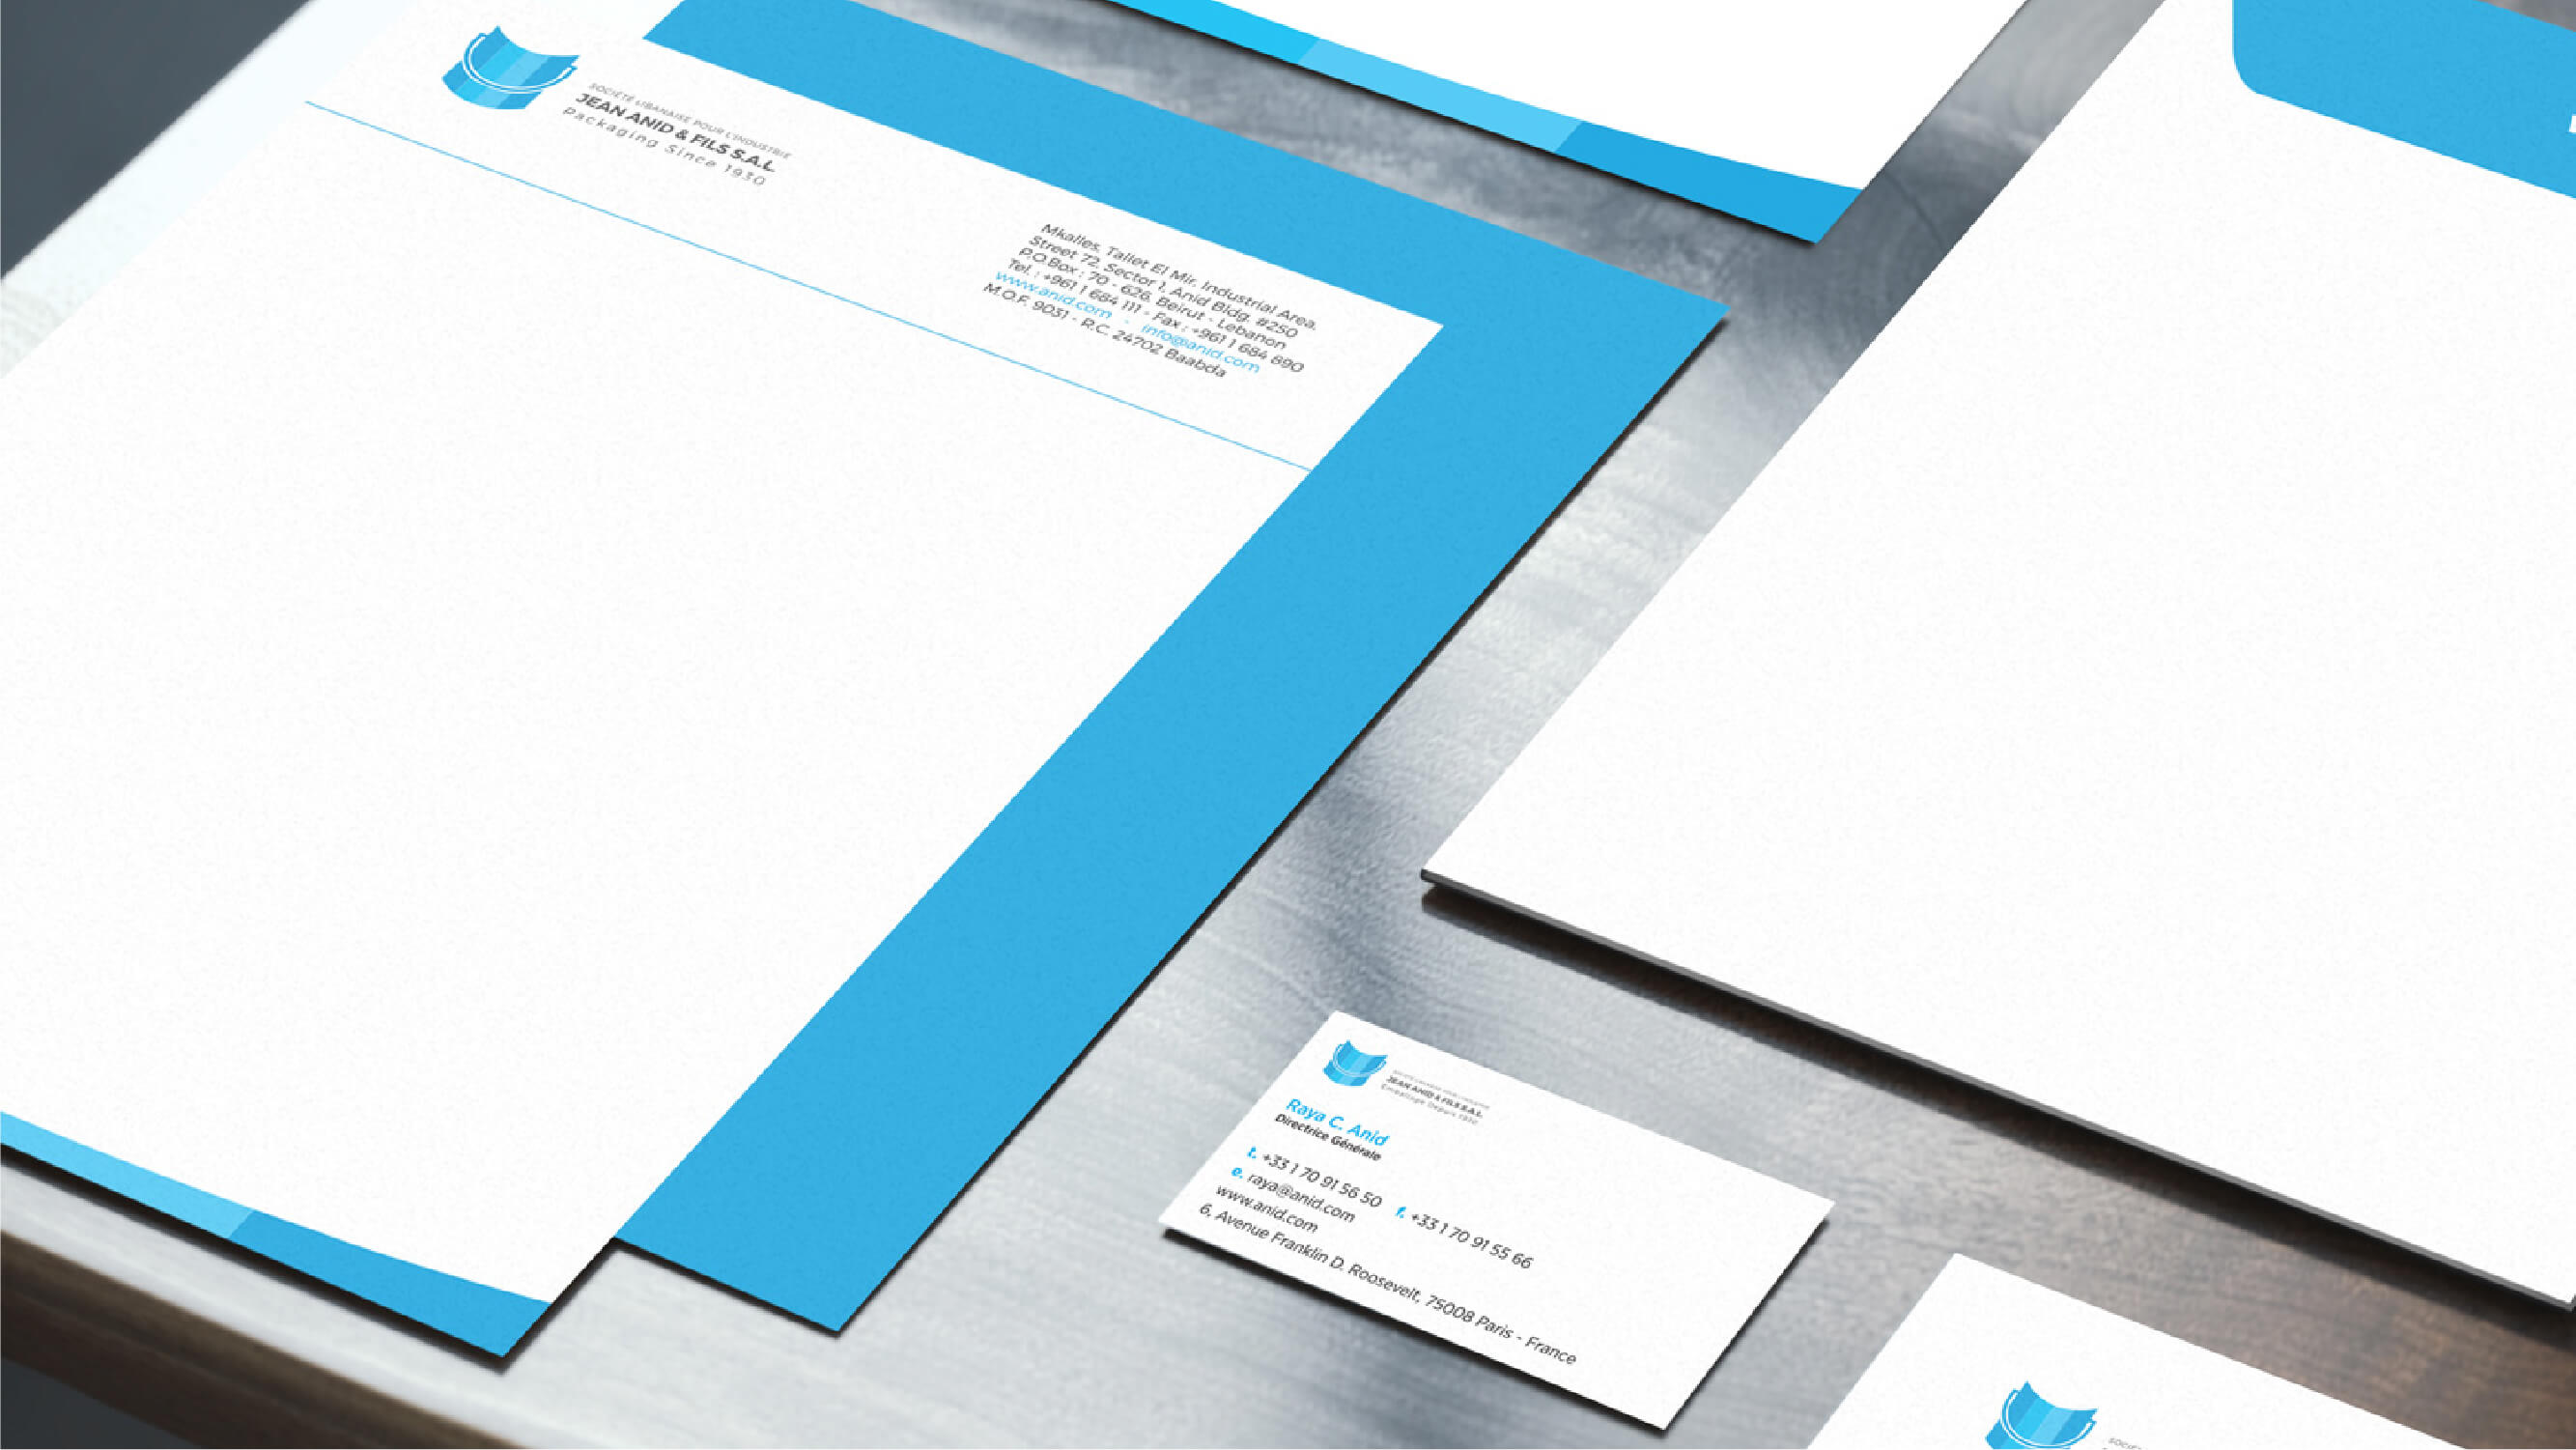 SOCIÉTÉ LIBANAISE POUR L'INDUSTRIE
JEAN ANID & FILS S.A.L.
Packaging Since 1930
Mkalles, Tallet El Mir, Industrial Area,
Street 72, Sector 1, Anid Bldg. #250
P.O.Box : 70 - 626, Beirut - Lebanon
Tel. : +961 1 684 111 - Fax : +961 1 684 890
www.anid.com - info@anid.com
M.O.F. 9031 - R.C. 24702 Baabda
SOCIÉTÉ LIBANAISE POUR L'INDUSTRIE
JEAN ANID & FILS S.A.L.
Emballage Depuis 1930
Raya C. Anid
Directrice Générale
t. +33 1 70 91 56 50 f. +33 1 70 91 55 66
e. raya@anid.com
www.anid.com
6, Avenue Franklin D. Roosevelt, 75008 Paris - France